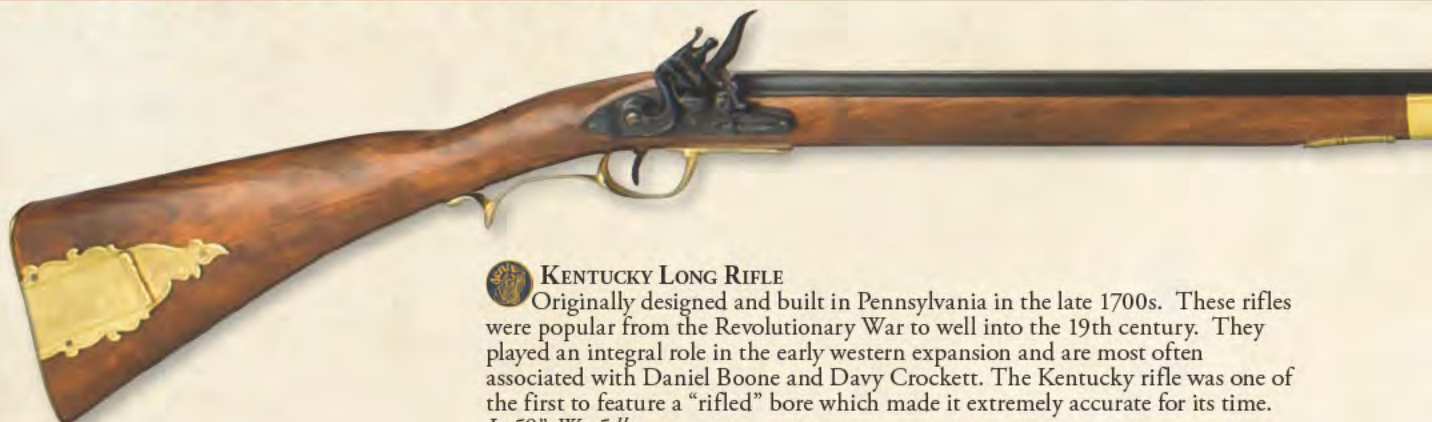 KENTUCKY LONG RIFLE
Originally designed and built in Pennsylvania in the late 1700s. These rifles
were popular from the Revolutionary War to well into the 19th century. They
played an integral role in the early western expansion and are most often
associated with Daniel Boone and Davy Crockett. The Kentucky rifle was one of
the first to feature a “rifled” bore which made it extremely accurate for its time.